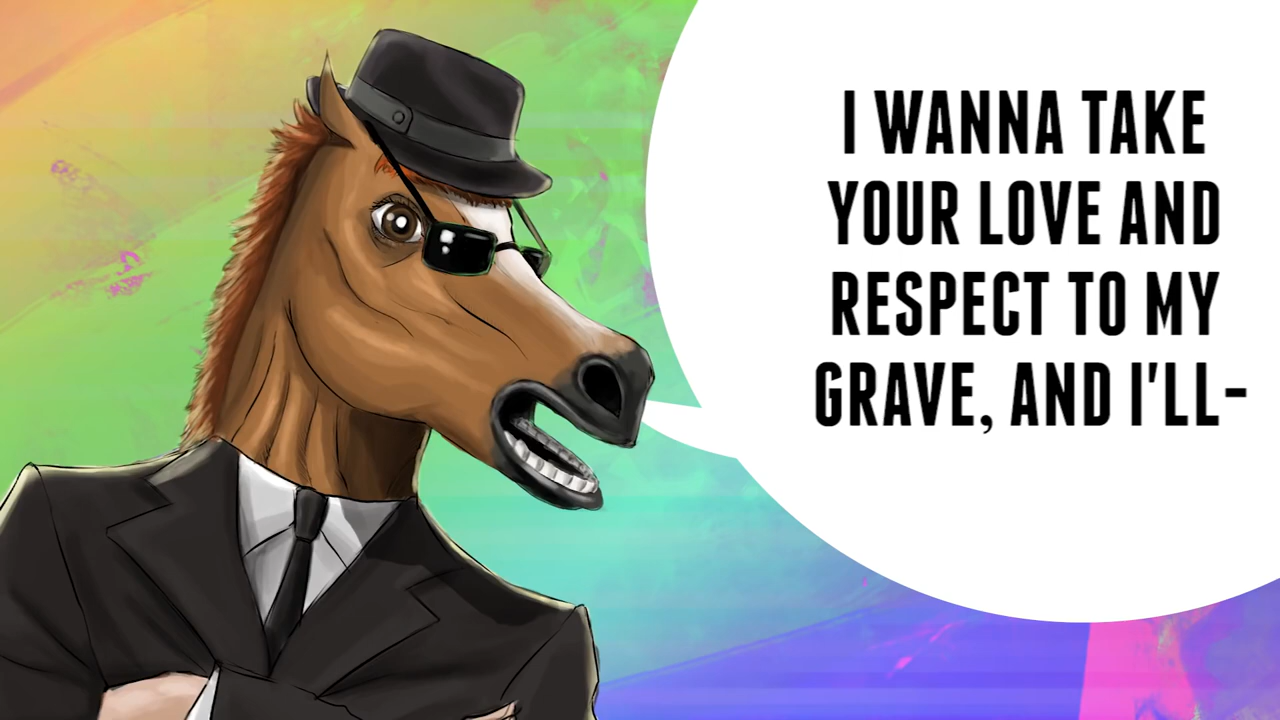 I WANNA TAKE
YOUR LOVE AND
RESPECT TO MY
GRAVE, AND I'LL-